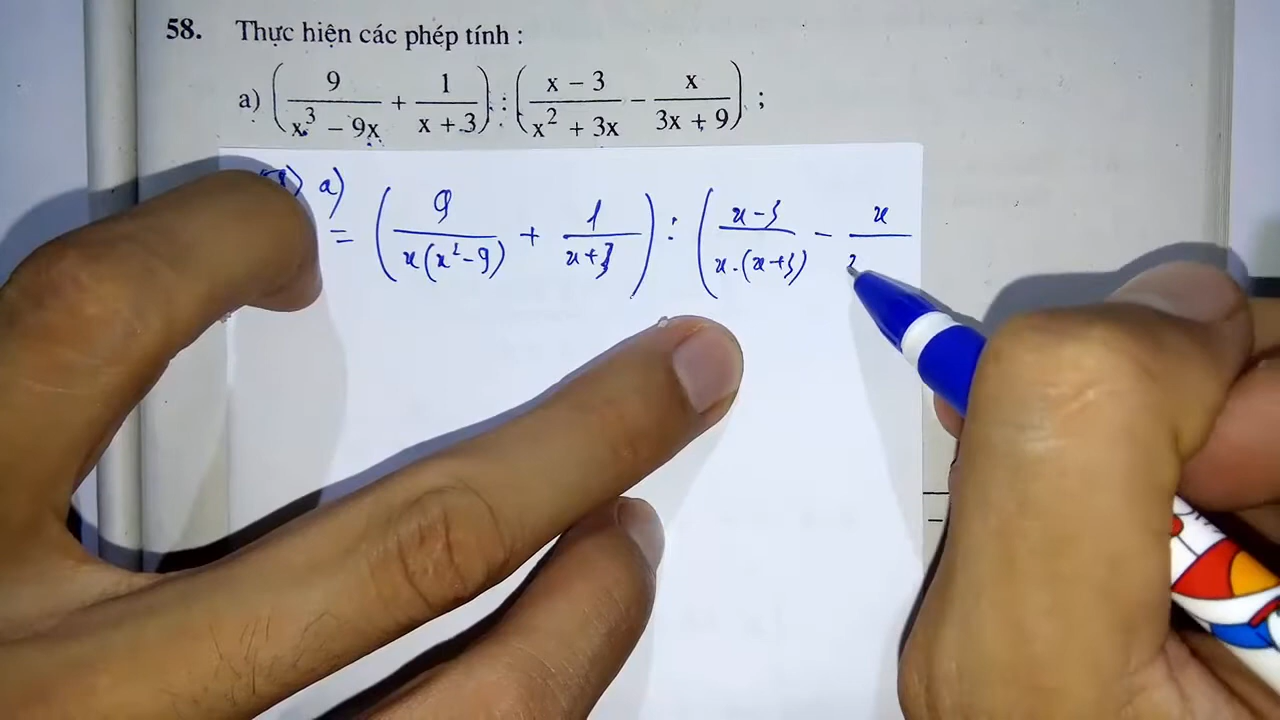 58. Thực hiện các phép tính :
a) (9/(x³ − 9x) + 1/(x + 3)) : ((x − 3)/(x² + 3x) − x/(3x + 9)) ;
a)
= (9/(x(x² − 9)) + 1/(x + 3)) : ((x − 3)/(x.(x + 3)) − x/